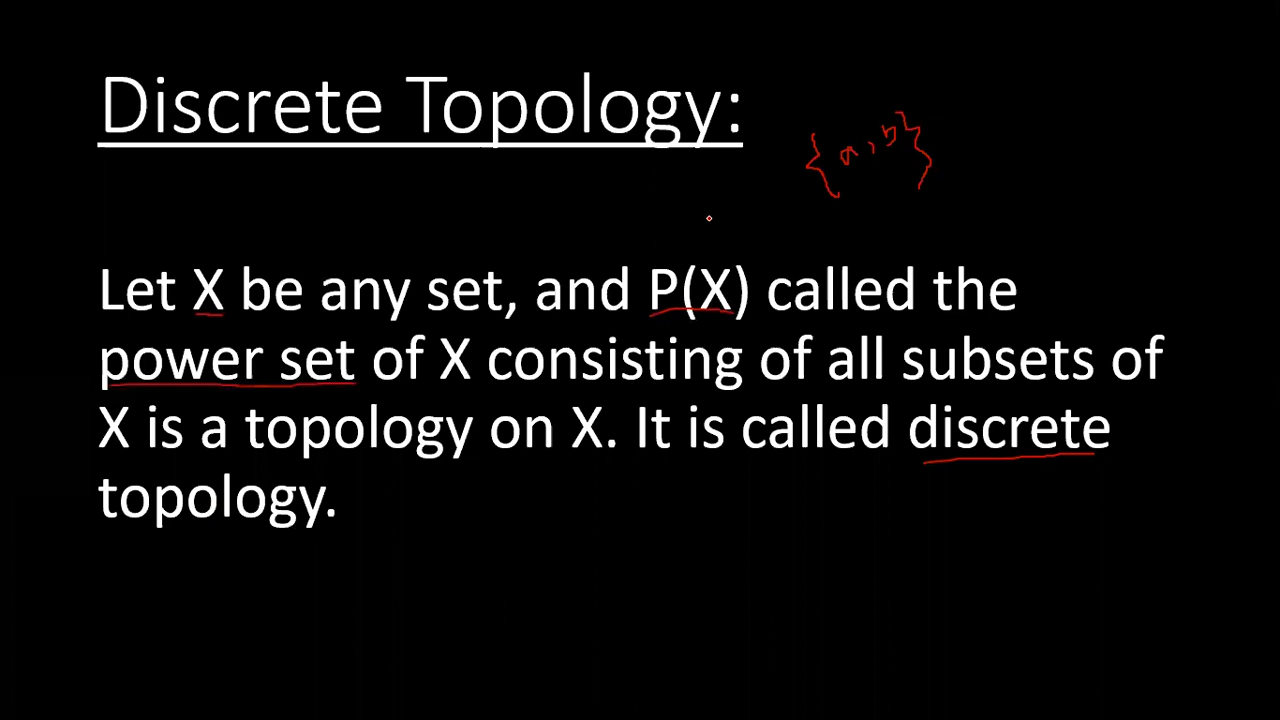 Discrete Topology:
{a,b}
Let X be any set, and P(X) called the
power set of X consisting of all subsets of
X is a topology on X. It is called discrete
topology.